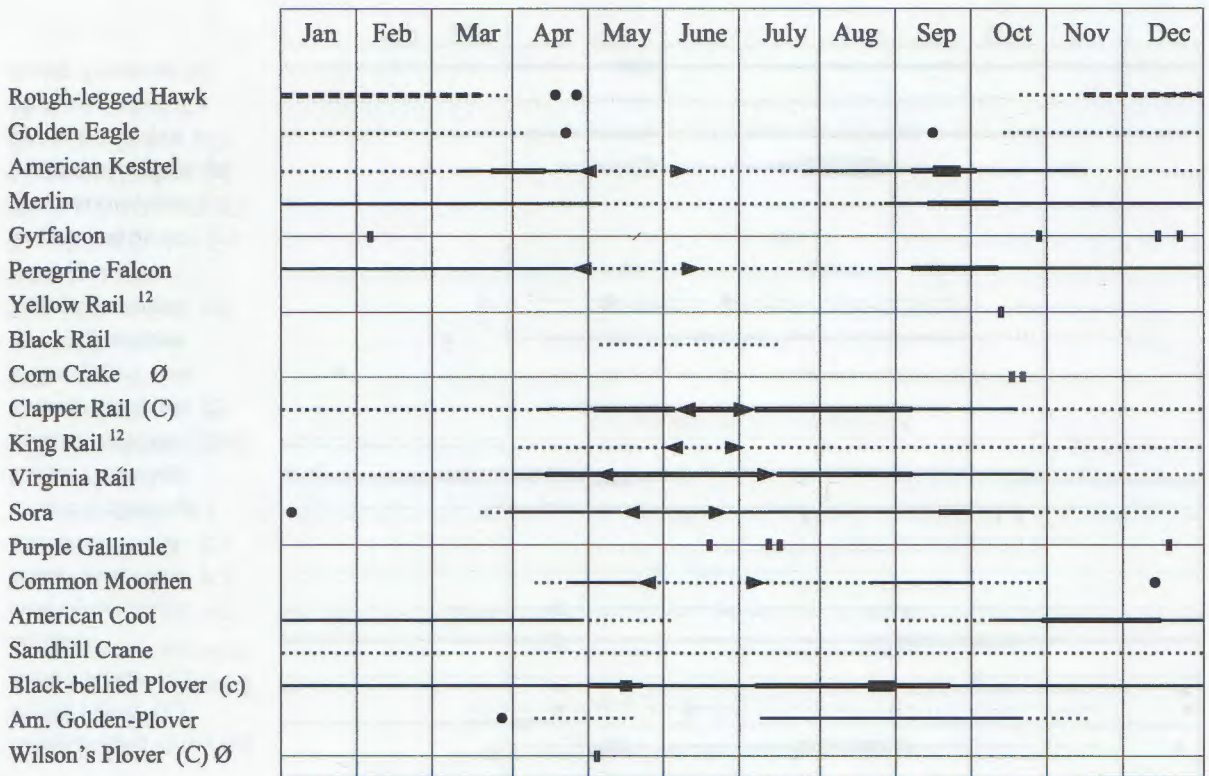 Jan Feb Mar Apr May June July Aug Sep Oct Nov Dec
Rough-legged Hawk
Golden Eagle
American Kestrel
Merlin
Gyrfalcon
Peregrine Falcon
Yellow Rail 12
Black Rail
Corn Crake Ø
Clapper Rail (C)
King Rail 12
Virginia Rail
Sora
Purple Gallinule
Common Moorhen
American Coot
Sandhill Crane
Black-bellied Plover (c)
Am. Golden-Plover
Wilson's Plover (C) Ø